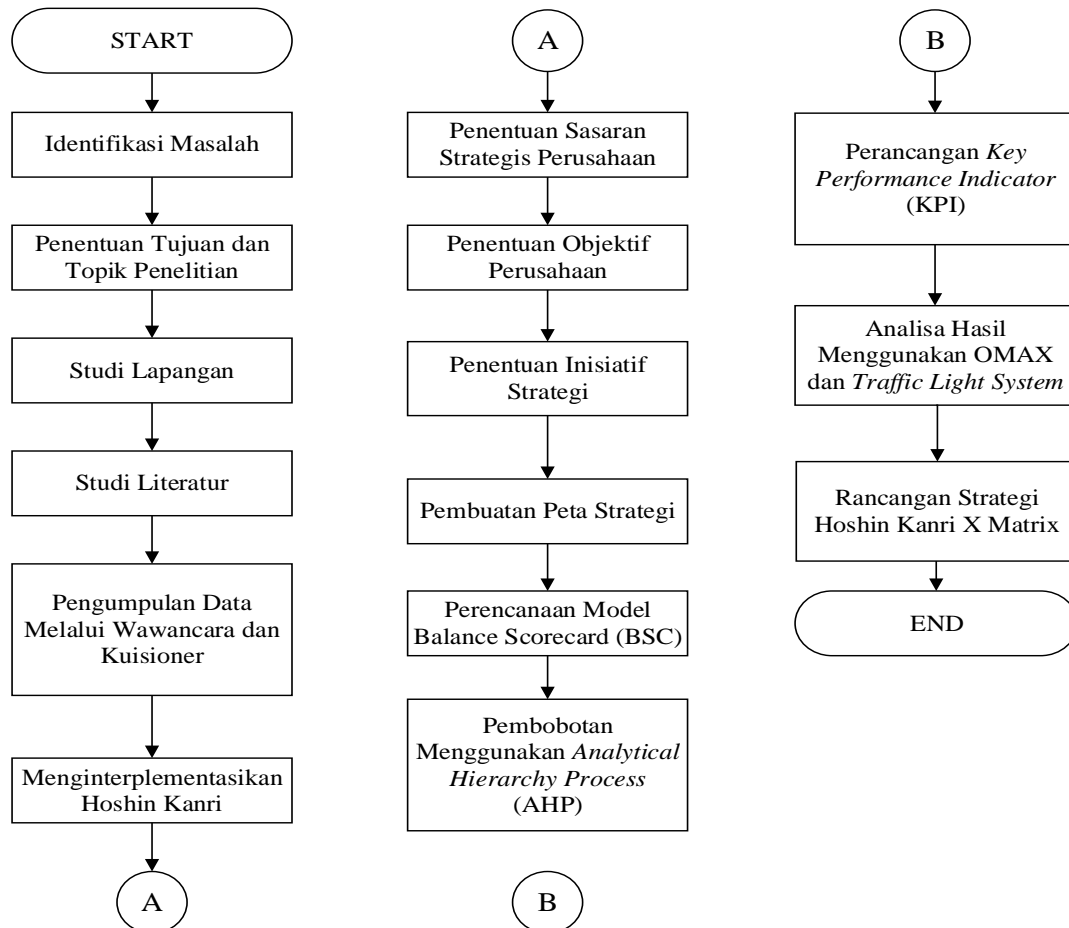 START
Identifikasi Masalah
Penentuan Tujuan dan
Topik Penelitian
Studi Lapangan
Studi Literatur
Pengumpulan Data
Melalui Wawancara dan
Kuisioner
Menginterplementasikan
Hoshin Kanri
A
A
Penentuan Sasaran
Strategis Perusahaan
Penentuan Objektif
Perusahaan
Penentuan Inisiatif
Strategi
Pembuatan Peta Strategi
Perencanaan Model
Balance Scorecard (BSC)
Pembobotan
Menggunakan Analytical
Hierarchy Process
(AHP)
B
B
Perancangan Key
Performance Indicator
(KPI)
Analisa Hasil
Menggunakan OMAX
dan Traffic Light System
Rancangan Strategi
Hoshin Kanri X Matrix
END